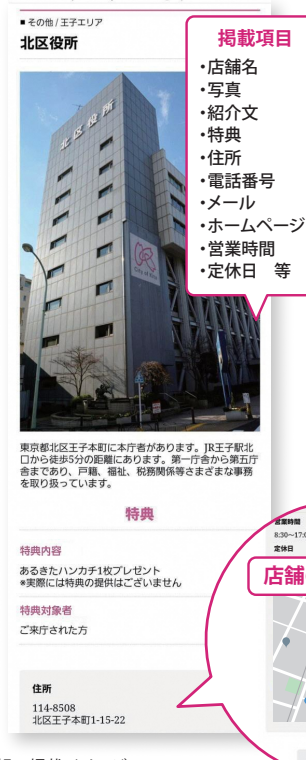 ■ その他 / 王子エリア
北区役所
北区役所
City of Kita
掲載項目
・店舗名
・写真
・紹介文
・特典
・住所
・電話番号
・メール
・ホームページ
・営業時間
・定休日 等
東京都北区王子本町に本庁舎があります。JR王子駅北
口から徒歩5分の距離にあります。第一庁舎から第五庁
舎まであり、戸籍、福祉、税務関係等さまざまな事務
を取り扱っています。
特典
特典内容
あるきたハンカチ1枚プレゼント
※実際には特典の提供はございません
特典対象者
ご来庁された方
住所
114-8508
北区王子本町1-15-22
営業時間
8:30~17:0
定休日
店舗